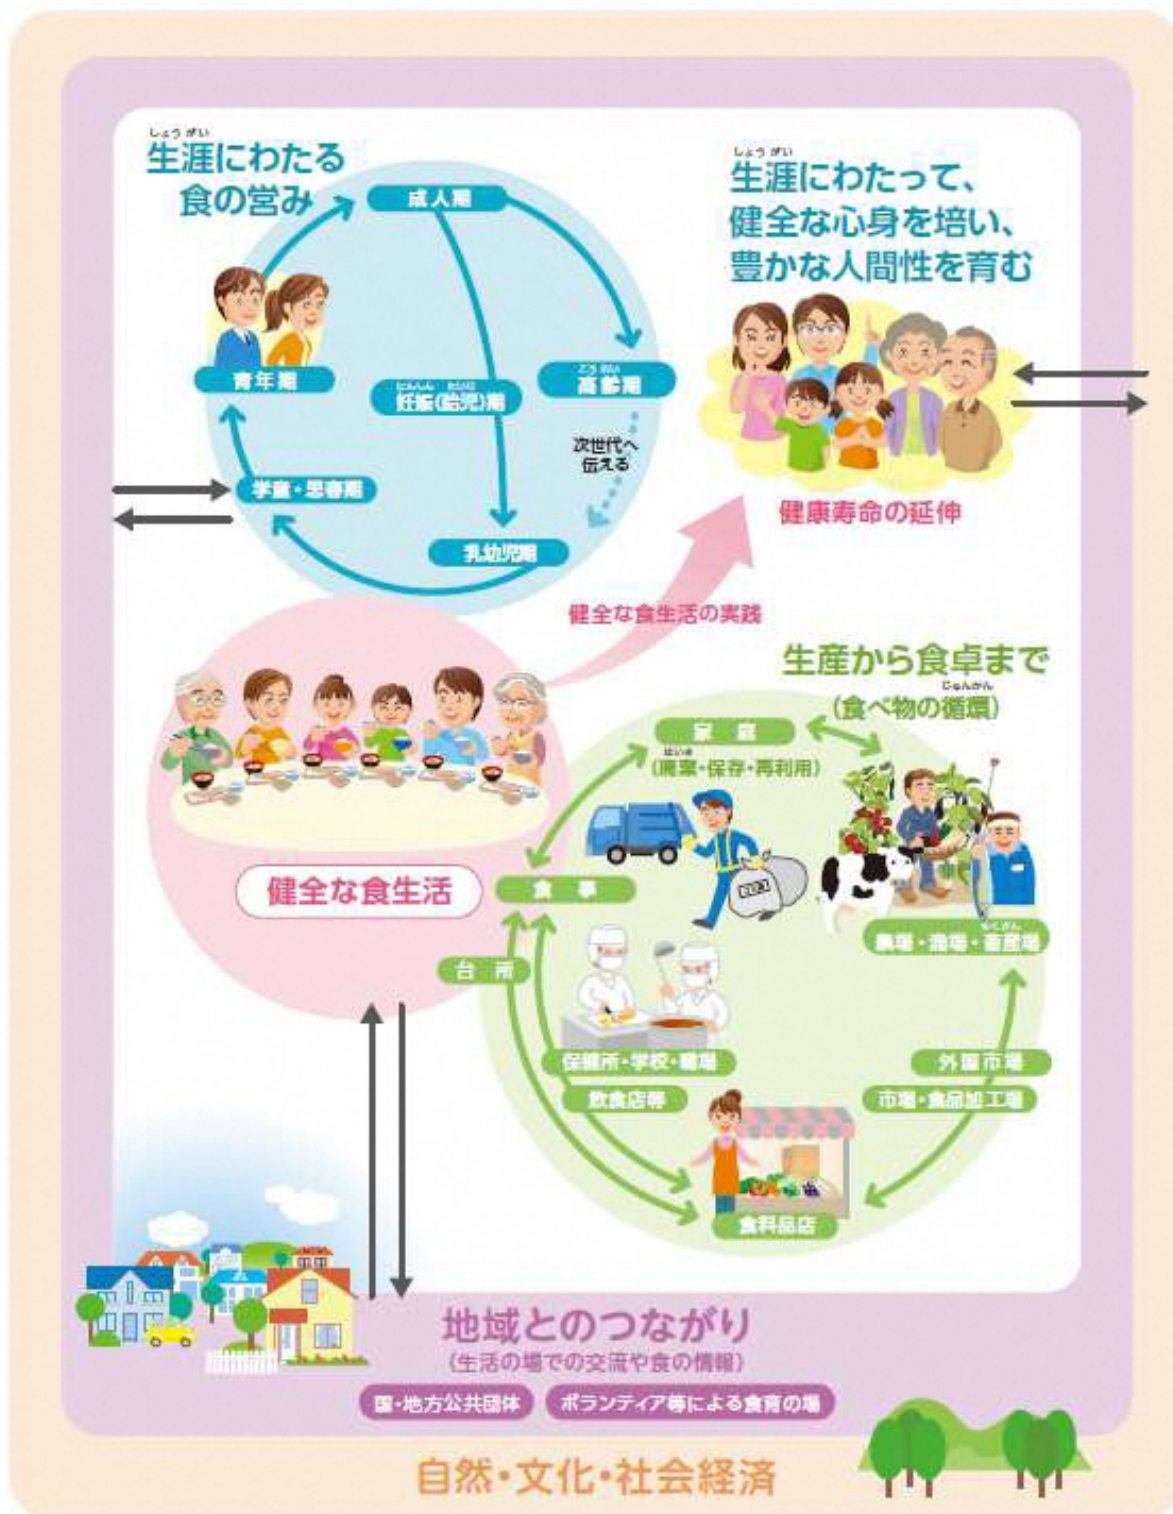 しょうがい
生涯にわたる
食の営み
成人期
青年期
にんしん たいじ
妊娠(胎児)期
こうれい
高齢期
次世代へ
伝える
学童・思春期
乳幼児期
しょうがい
生涯にわたって、
健全な心身を培い、
豊かな人間性を育む
健康寿命の延伸
健全な食生活の実践
健全な食生活
生産から食卓まで
じゅんかん
(食べ物の循環)
家庭
はいき
(廃棄・保存・再利用)
食事
台所
ちくさん
農場・漁場・畜産場
保健所・学校・職場
飲食店等
外国市場
市場・食品加工場
食料品店
地域とのつながり
(生活の場での交流や食の情報)
国・地方公共団体
ボランティア等による食育の場
自然・文化・社会経済